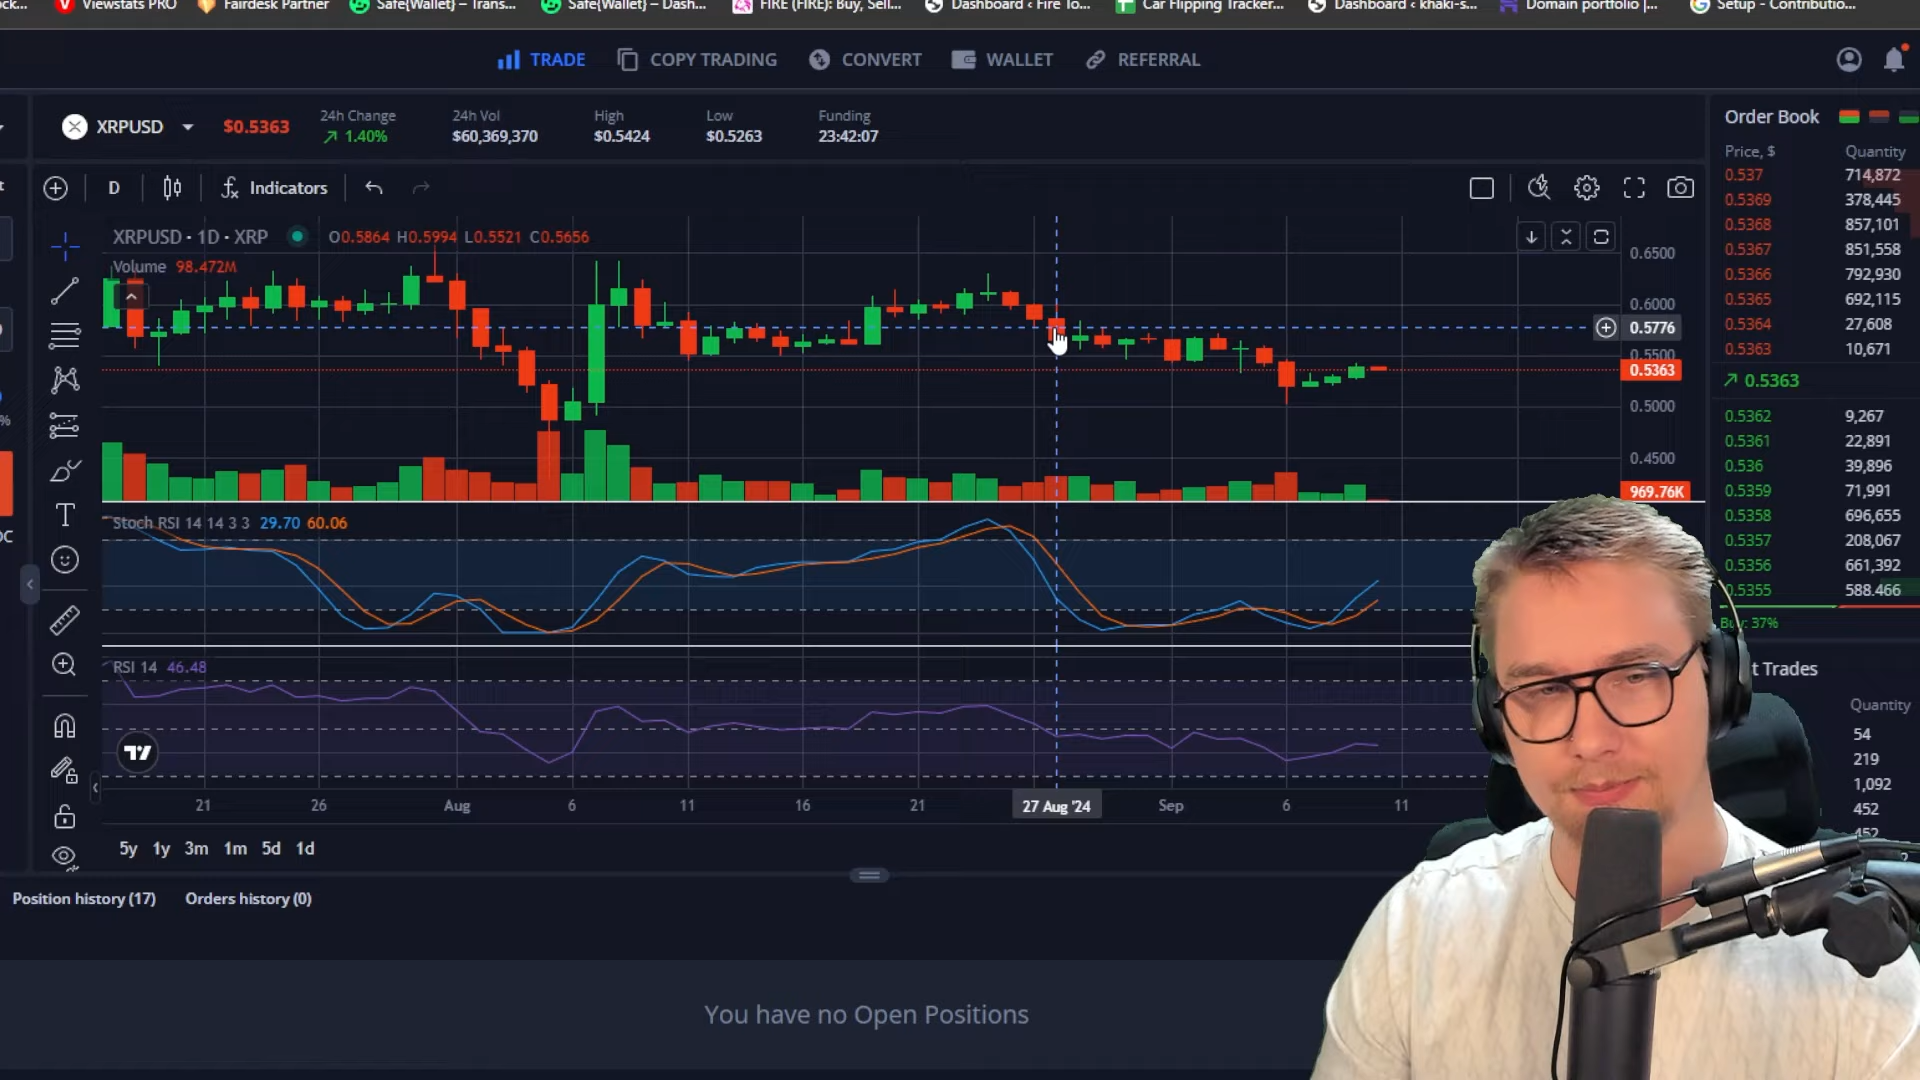 Viewstats PRO
Fairdesk Partner
Safe{Wallet} – Trans...
Safe{Wallet} – Dash...
FIRE (FIRE): Buy, Sell...
Dashboard ‹ Fire To...
Car Flipping Tracker...
Dashboard ‹ khaki-s...
Domain portfolio |...
Setup - Contributio...
TRADE
COPY TRADING
CONVERT
WALLET
REFERRAL
XRPUSD
$0.5363
24h Change
1.40%
24h Vol
$60,369,370
High
$0.5424
Low
$0.5263
Funding
23:42:07
D
Indicators
XRPUSD · 1D · XRP
O0.5864 H0.5994 L0.5521 C0.5656
Volume 98.472M
0.6500
0.6000
0.5776
0.5500
0.5363
0.5000
0.4500
969.76K
Stoch RSI 14 14 3 3 29.70 60.06
RSI 14 46.48
21
26
Aug
6
11
16
21
27 Aug '24
Sep
6
11
5y 1y 3m 1m 5d 1d
Position history (17)
Orders history (0)
You have no Open Positions
Order Book
Price, $ Quantity
0.537 714,872
0.5369 378,445
0.5368 857,101
0.5367 851,558
0.5366 792,930
0.5365 692,115
0.5364 27,608
0.5363 10,671
0.5363
0.5362 9,267
0.5361 22,891
0.536 39,896
0.5359 71,991
0.5358 696,655
0.5357 208,067
0.5356 661,392
0.5355 588.466
37%
Trades
Quantity
54
219
1,092
452
452